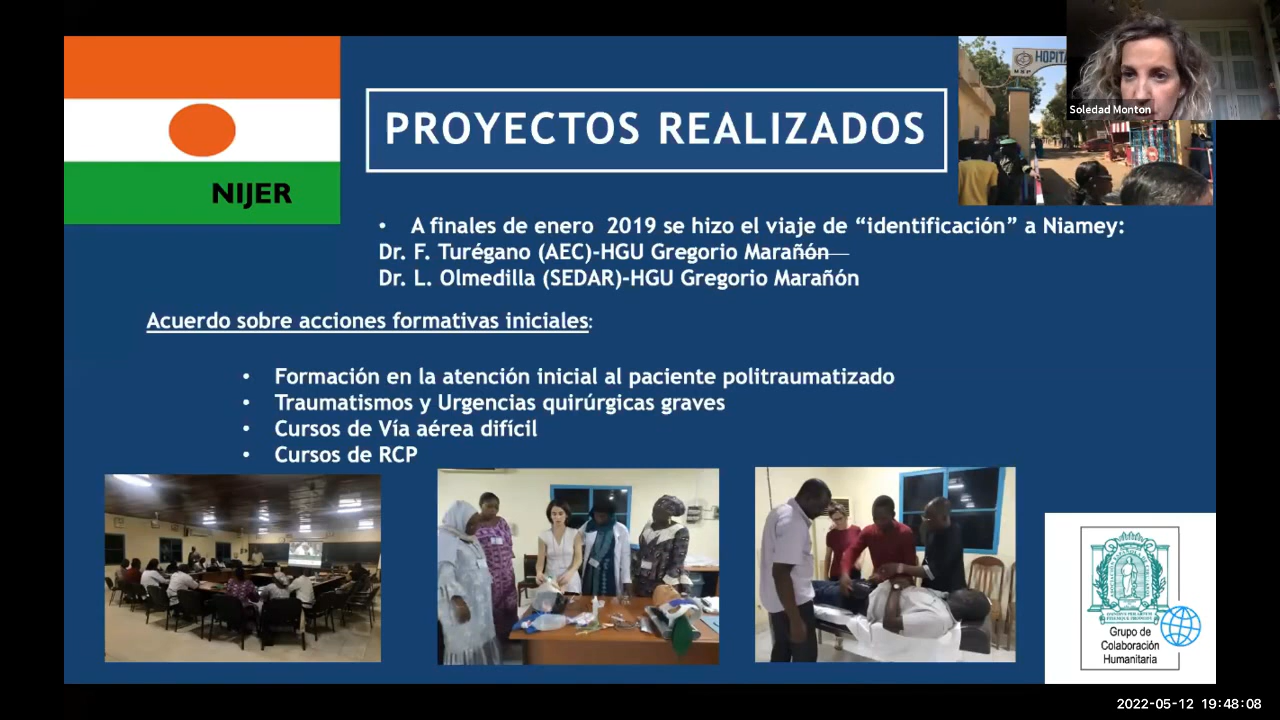 HOPITA
Soledad Monton
PROYECTOS REALIZADOS
NIJER
• A finales de enero 2019 se hizo el viaje de “identificación” a Niamey:
Dr. F. Turégano (AEC)-HGU Gregorio Marañón
Dr. L. Olmedilla (SEDAR)-HGU Gregorio Marañón
Acuerdo sobre acciones formativas iniciales:
• Formación en la atención inicial al paciente politraumatizado
• Traumatismos y Urgencias quirúrgicas graves
• Cursos de Vía aérea difícil
• Cursos de RCP
Grupo de
Colaboración
Humanitaria
2022-05-12 19:48:08